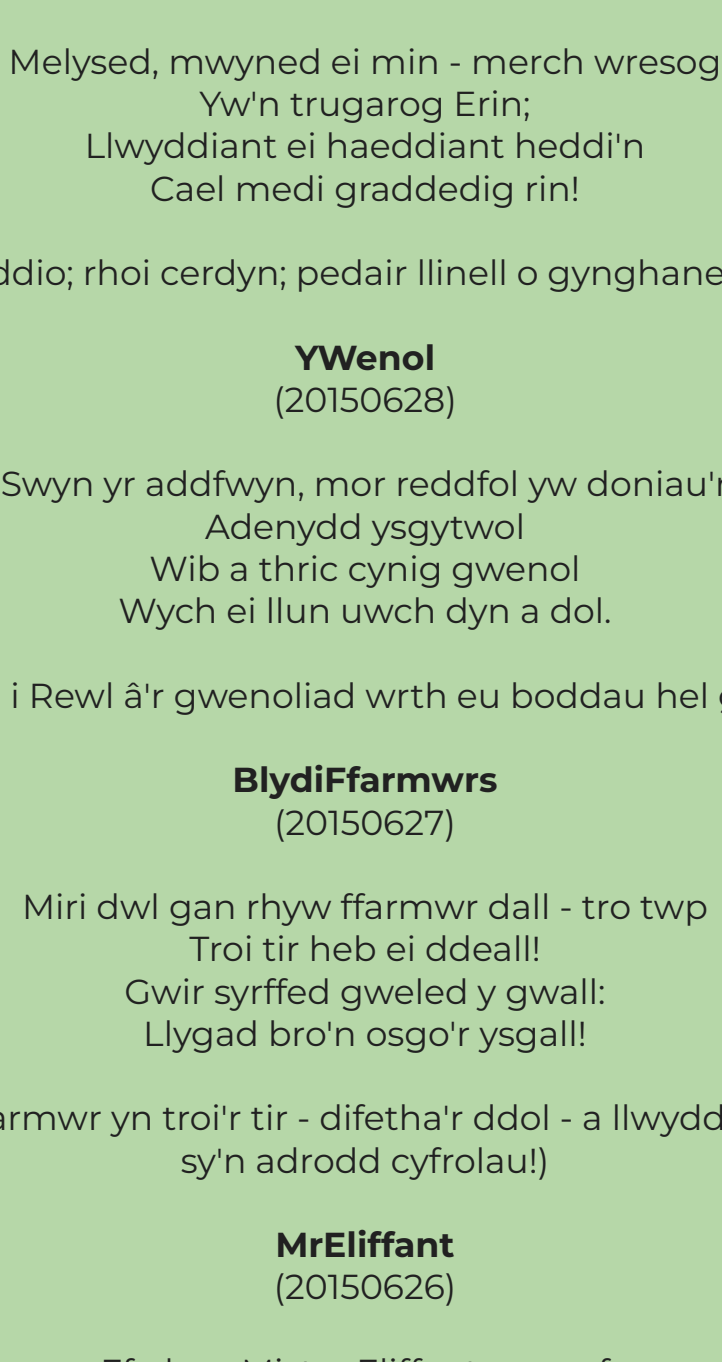 Melysed, mwyned ei min - merch wresog
Yw'n trugarog Erin;
Llwyddiant ei haeddiant heddi'n
Cael medi graddedig rin!
rhoi cerdyn; pedair llinell o
YWenol
(20150628)
Swyn yr addfwyn, mor reddfol yw doniau'r
Adenydd ysgytwol
Wib a thric cynig gwenol
Wych ei llun uwch dyn a dol.
i Rewl â'r gwenoliad wrth eu boddau hel
BlydiFfarmwrs
(20150627)
Miri dwl gan rhyw ffarmwr dall - tro twp
Troi tir heb ei ddeall!
Gwir syrffed gweled y gwall:
Llygad bro'n osgo'r ysgall!
yn troi'r tir - difetha'r ddol - a
sy'n adrodd cyfrolau!)
MrEliffant
(20150626)